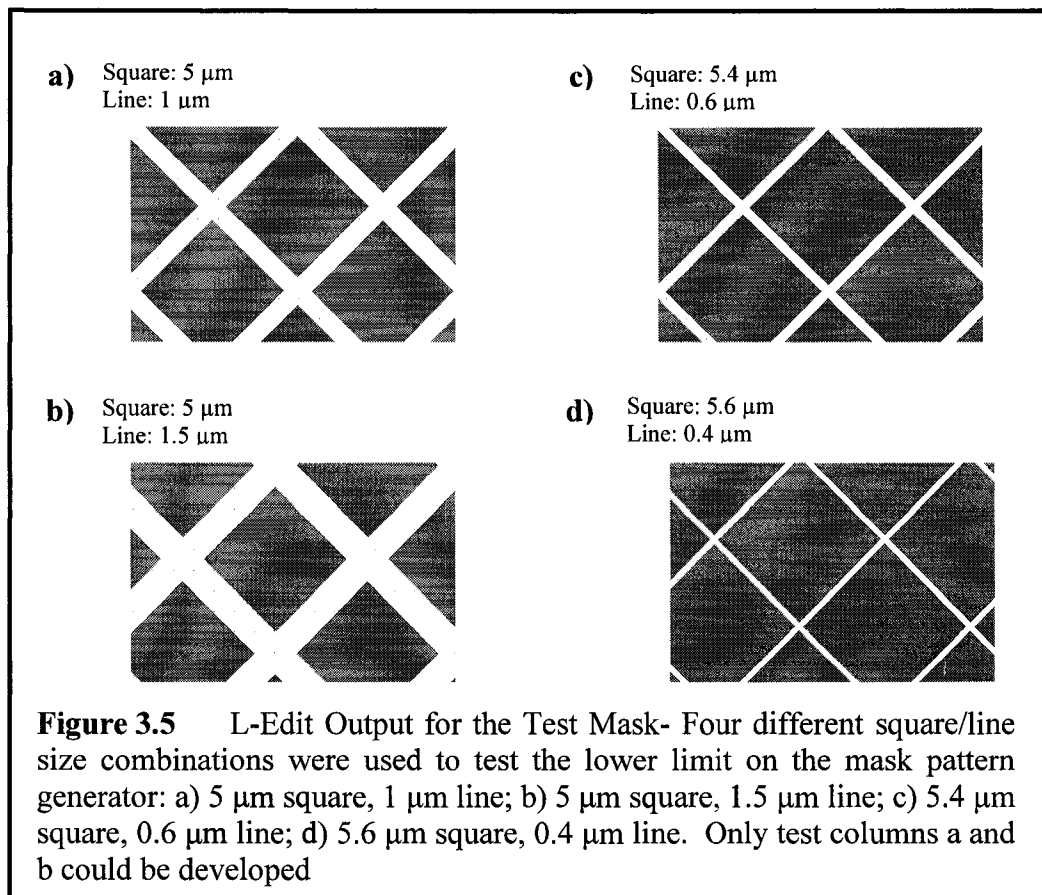 a) Square: 5 μm
Line: 1 μm
c) Square: 5.4 μm
Line: 0.6 μm
b) Square: 5 μm
Line: 1.5 μm
d) Square: 5.6 μm
Line: 0.4 μm
Figure 3.5 L-Edit Output for the Test Mask- Four different square/line
size combinations were used to test the lower limit on the mask pattern
generator: a) 5 μm square, 1 μm line; b) 5 μm square, 1.5 μm line; c) 5.4 μm
square, 0.6 μm line; d) 5.6 μm square, 0.4 μm line. Only test columns a and
b could be developed